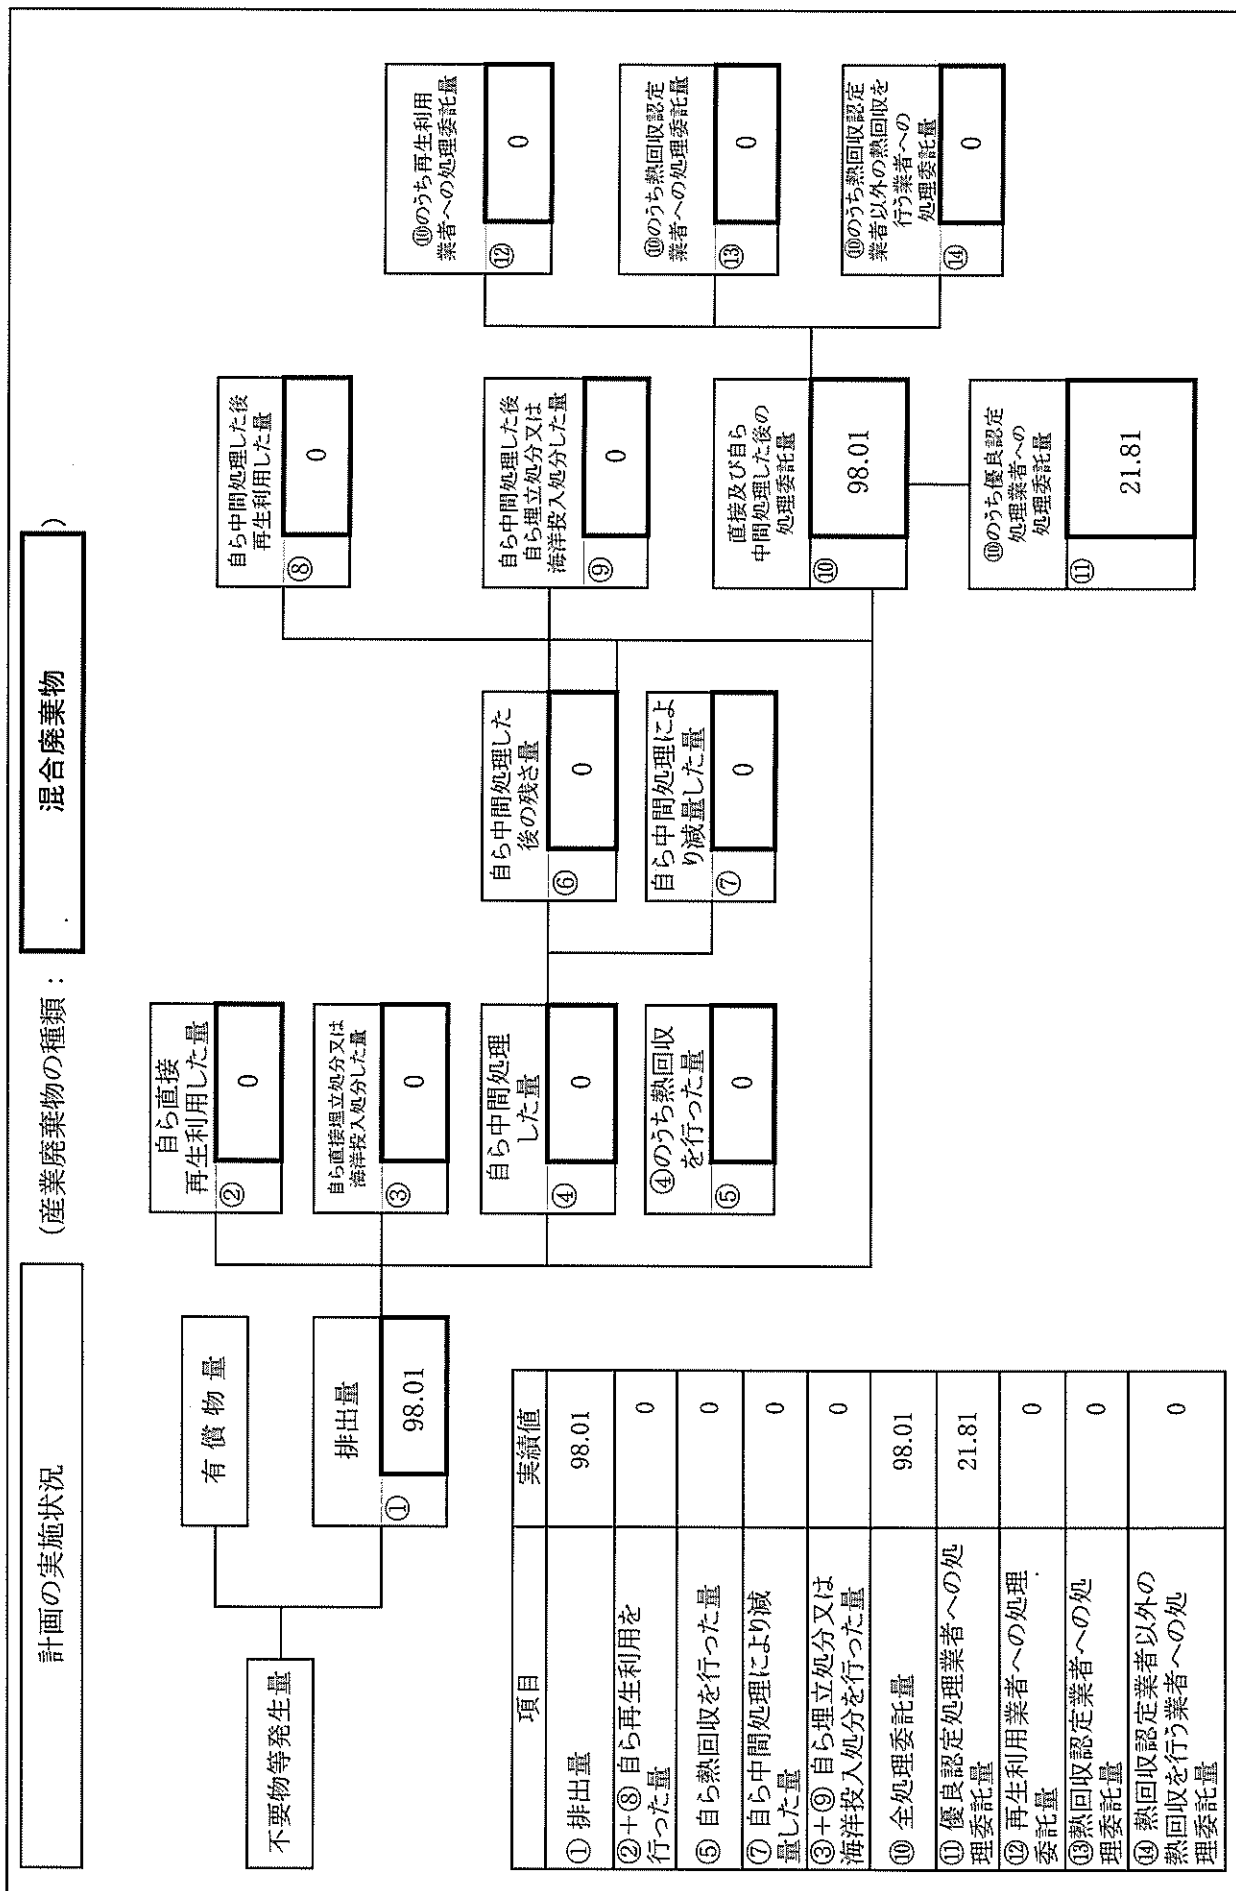 計画の実施状況
(産業廃棄物の種類：
混合廃棄物
)
不要物等発生量
有償物量
排出量
①
98.01
自ら直接
再生利用した量
②
0
自ら直接埋立処分又は
海洋投入処分した量
③
0
自ら中間処理
した量
④
0
④のうち熱回収
を行った量
⑤
0
自ら中間処理した
後の残さ量
⑥
0
自ら中間処理によ
り減量した量
⑦
0
自ら中間処理した後
再生利用した量
⑧
0
自ら中間処理した後
自ら埋立処分又は
海洋投入処分した量
⑨
0
直接及び自ら
中間処理した後の
処理委託量
⑩
98.01
⑩のうち優良認定
処理業者への
処理委託量
⑪
21.81
⑩のうち再生利用
業者への処理委託量
⑫
0
⑩のうち熱回収認定
業者への処理委託量
⑬
0
⑩のうち熱回収認定
業者以外の熱回収を
行う業者への
処理委託量
⑭
0
項目 実績値
① 排出量 98.01
②+⑧ 自ら再生利用を
行った量 0
⑤ 自ら熱回収を行った量 0
⑦ 自ら中間処理により減
量した量 0
③+⑨ 自ら埋立処分又は
海洋投入処分を行った量 0
⑩ 全処理委託量 98.01
⑪ 優良認定処理業者への処
理委託量 21.81
⑫ 再生利用業者への処理
委託量 0
⑬熱回収認定業者への処
理委託量 0
⑭ 熱回収認定業者以外の
熱回収を行う業者への処
理委託量 0